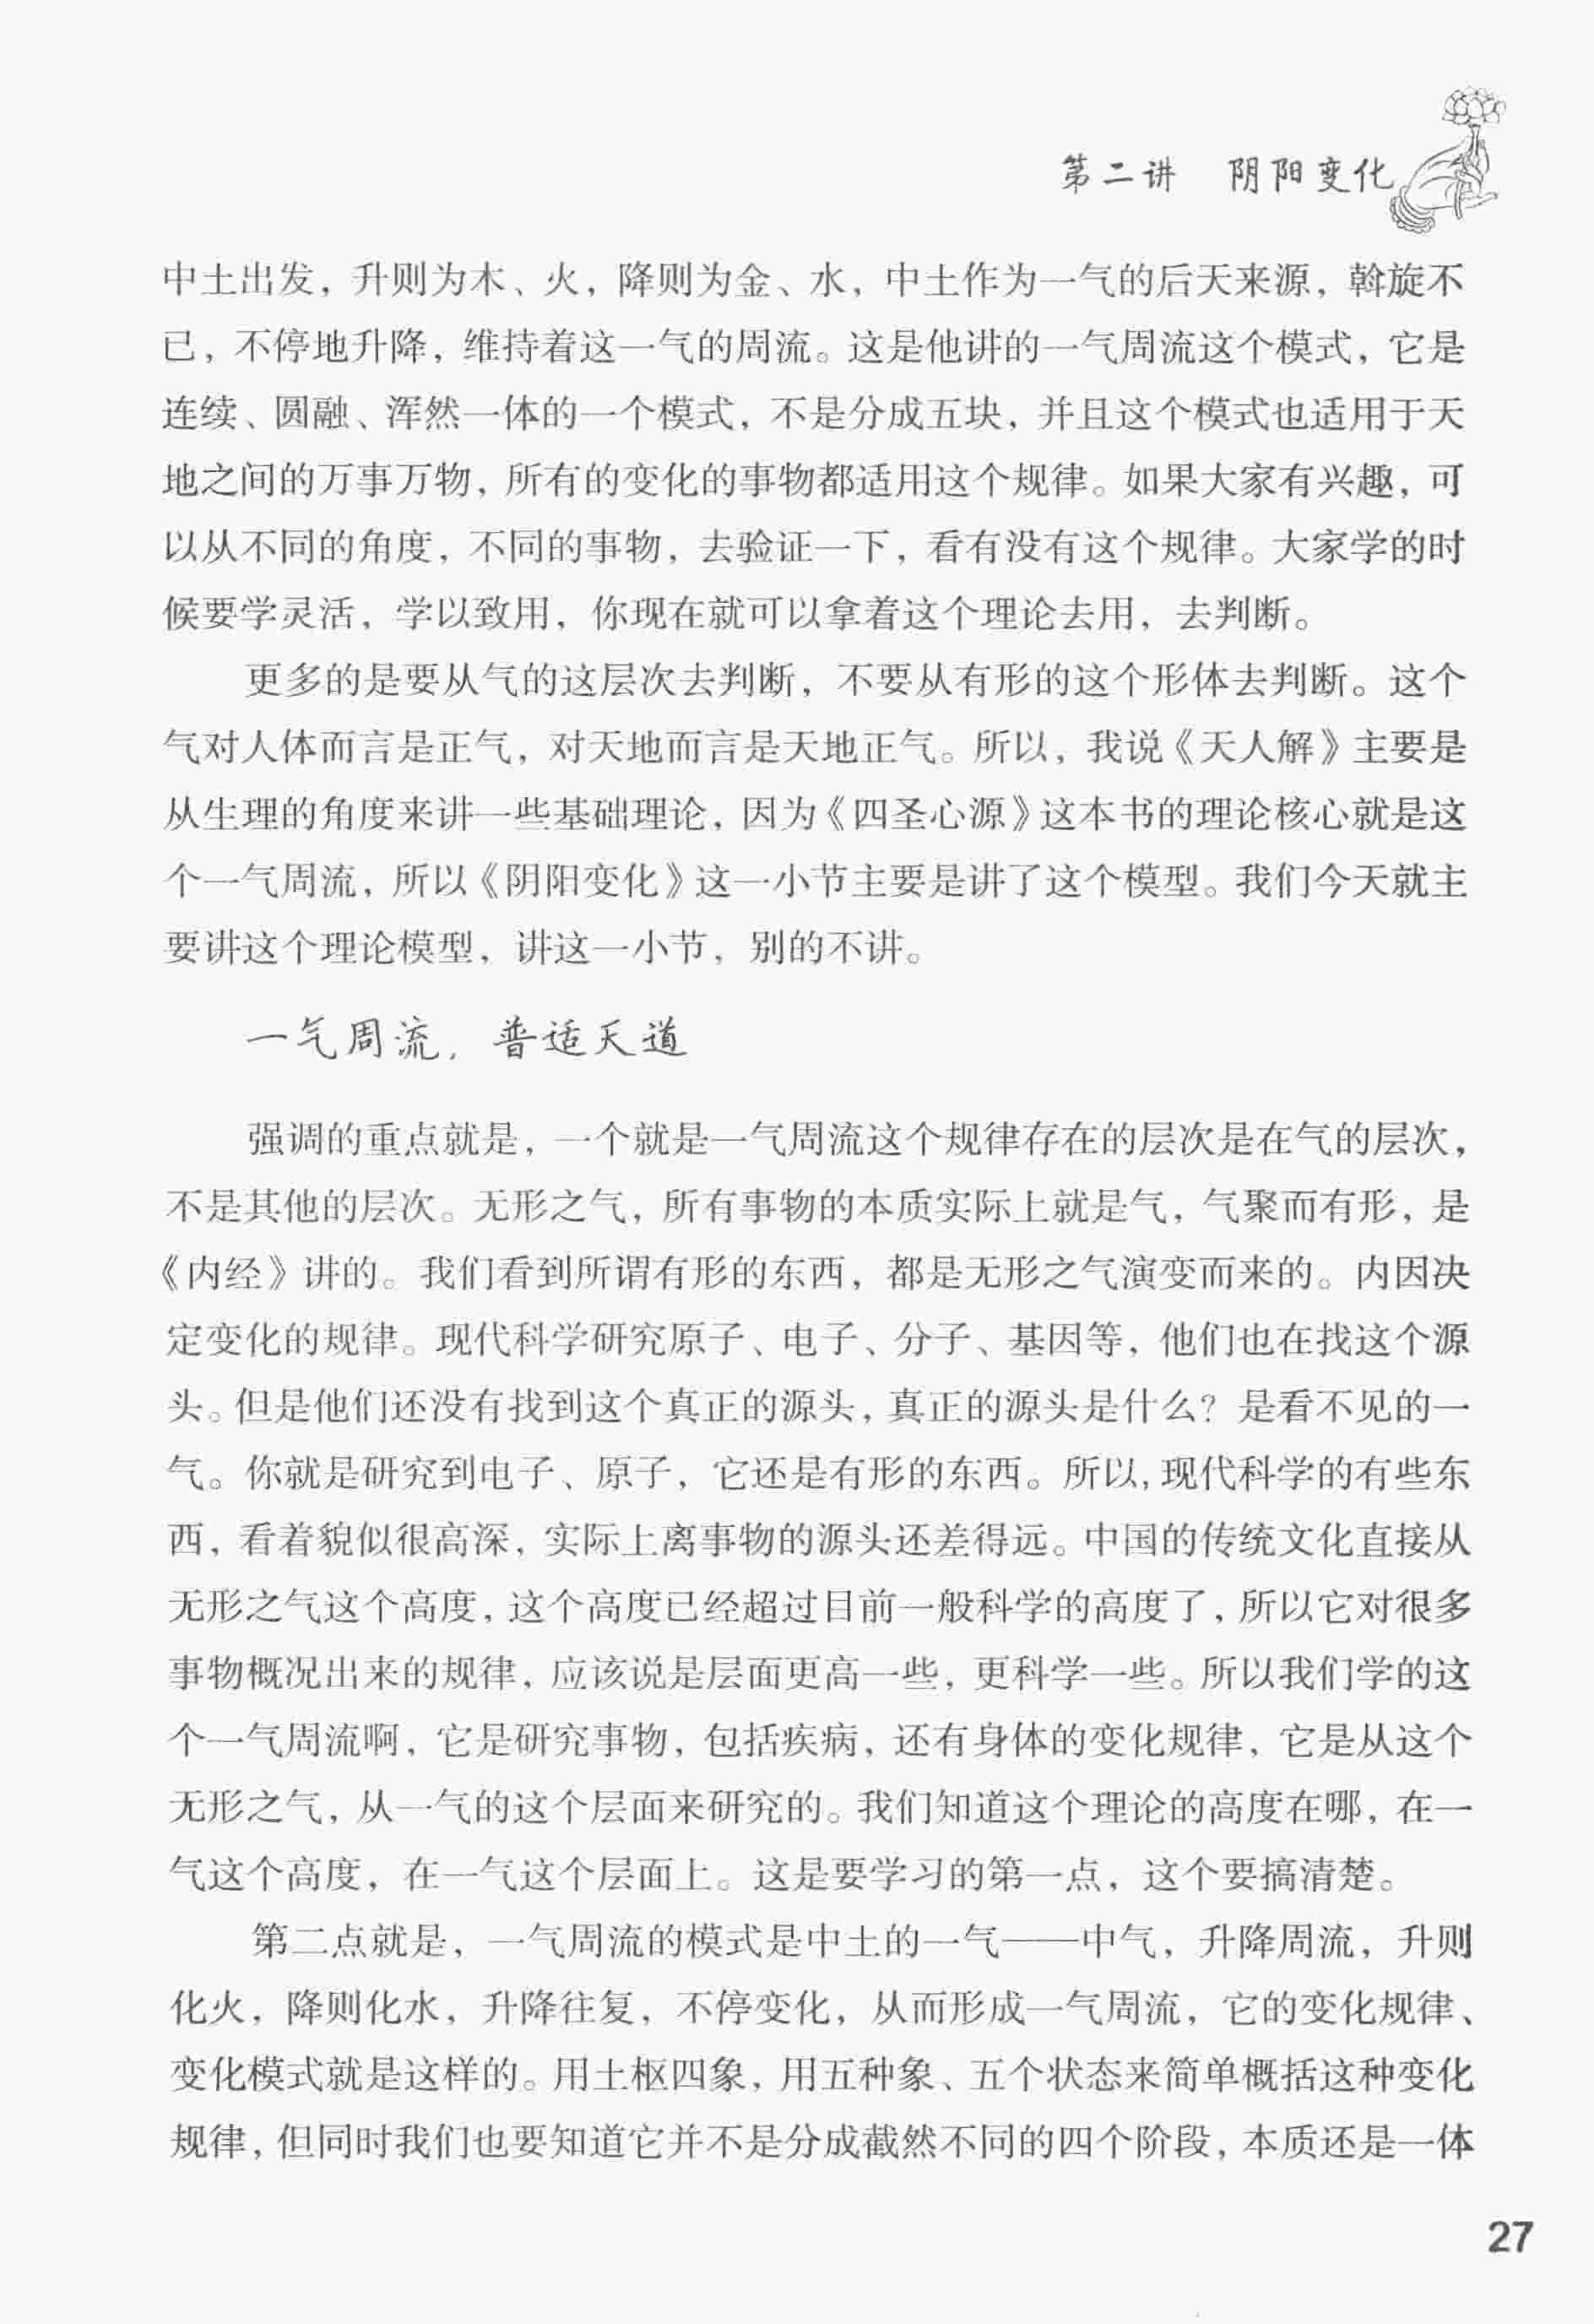 第二讲 阴阳变化
中土出发，升则为木、火，降则为金、水，中土作为一气的后天来源，斡旋不
已，不停地升降，维持着这一气的周流。这是他讲的一气周流这个模式，它是
连续、圆融、浑然一体的一个模式，不是分成五块，并且这个模式也适用于天
地之间的万事万物，所有的变化的事物都适用这个规律。如果大家有兴趣，可
以从不同的角度，不同的事物，去验证一下，看有没有这个规律。大家学的时
候要学灵活，学以致用，你现在就可以拿着这个理论去用，去判断。
更多的是要从气的这层次去判断，不要从有形的这个形体去判断。这个
气对人体而言是正气，对天地而言是天地正气。所以，我说《天人解》主要是
从生理的角度来讲一些基础理论，因为《四圣心源》这本书的理论核心就是这
个一气周流，所以《阴阳变化》这一小节主要是讲了这个模型。我们今天就主
要讲这个理论模型，讲这一小节，别的不讲。
一气周流，普适天道
强调的重点就是，一个就是一气周流这个规律存在的层次是在气的层次，
不是其他的层次。无形之气，所有事物的本质实际上就是气，气聚而有形，是
《内经》讲的。我们看到所谓有形的东西，都是无形之气演变而来的。内因决
定变化的规律。现代科学研究原子、电子、分子、基因等，他们也在找这个源
头。但是他们还没有找到这个真正的源头，真正的源头是什么？是看不见的一
气。你就是研究到电子、原子，它还是有形的东西。所以，现代科学的有些东
西，看着貌似很高深，实际上离事物的源头还差得远。中国的传统文化直接从
无形之气这个高度，这个高度已经超过目前一般科学的高度了，所以它对很多
事物概况出来的规律，应该说是层面更高一些，更科学一些。所以我们学的这
个一气周流啊，它是研究事物，包括疾病，还有身体的变化规律，它是从这个
无形之气，从一气的这个层面来研究的。我们知道这个理论的高度在哪，在一
气这个高度，在一气这个层面上。这是要学习的第一点，这个要搞清楚。
第二点就是，一气周流的模式是中土的一气——中气，升降周流，升则
化火，降则化水，升降往复，不停变化，从而形成一气周流，它的变化规律、
变化模式就是这样的。用土枢四象，用五种象、五个状态来简单概括这种变化
规律，但同时我们也要知道它并不是分成截然不同的四个阶段，本质还是一体
27